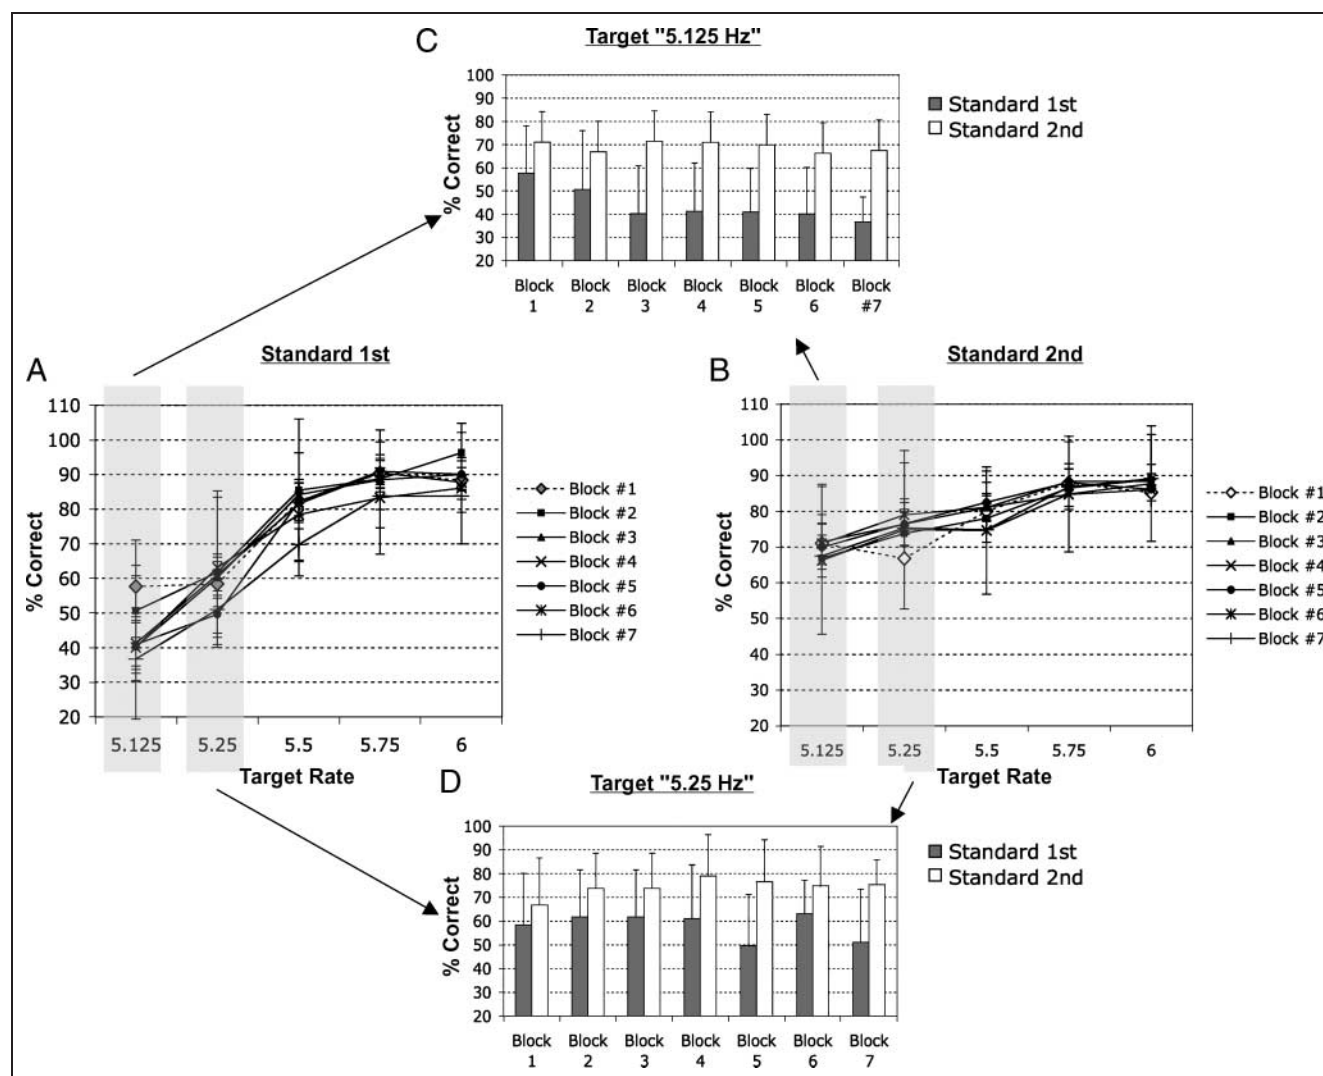 C
Target "5.125 Hz"
% Correct
100
90
80
70
60
50
40
30
20
Block 1
Block 2
Block 3
Block 4
Block 5
Block 6
Block #7
Standard 1st
Standard 2nd
A
Standard 1st
% Correct
110
100
90
80
70
60
50
40
30
20
5.125
5.25
5.5
5.75
6
Target Rate
Block #1
Block #2
Block #3
Block #4
Block #5
Block #6
Block #7
B
Standard 2nd
% Correct
110
100
90
80
70
60
50
40
30
20
5.125
5.25
5.5
5.75
6
Target Rate
Block #1
Block #2
Block #3
Block #4
Block #5
Block #6
Block #7
D
Target "5.25 Hz"
% Correct
100
90
80
70
60
50
40
30
20
Block 1
Block 2
Block 3
Block 4
Block 5
Block 6
Block 7
Standard 1st
Standard 2nd